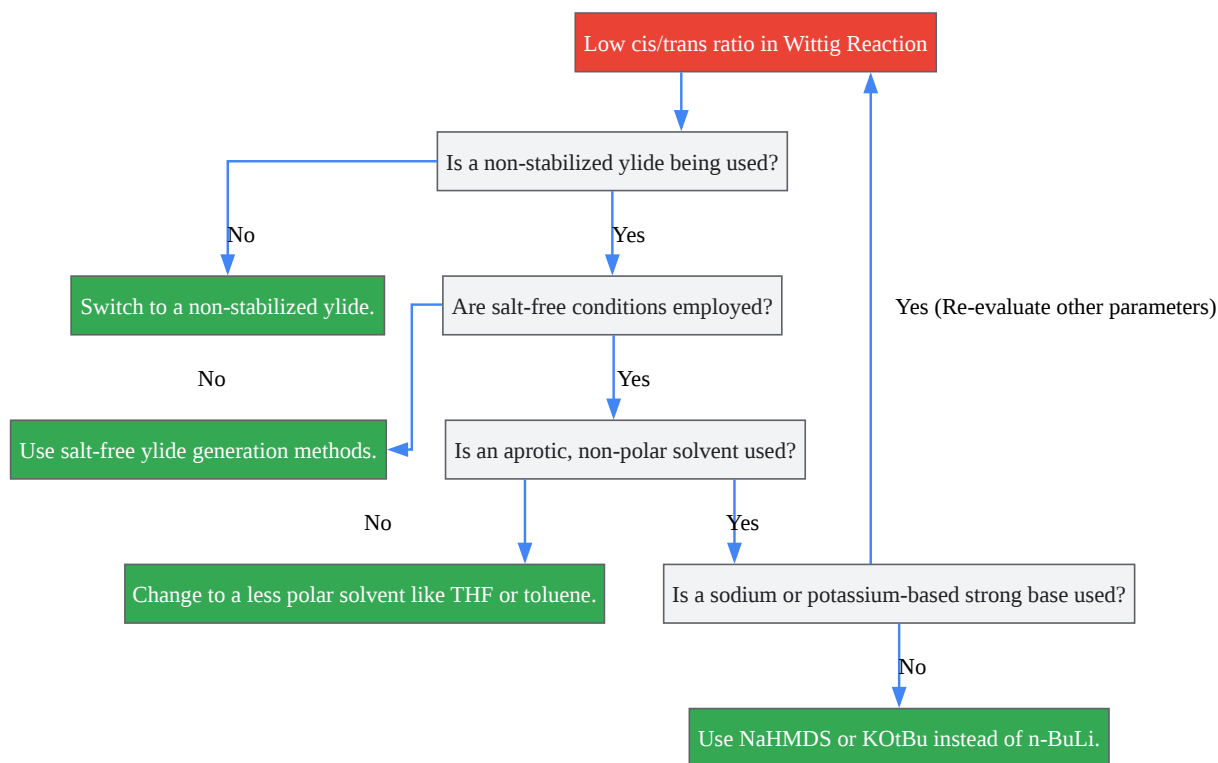 Low cis/trans ratio in Wittig Reaction
Is a non-stabilized ylide being used?
No
Yes
Switch to a non-stabilized ylide.
Are salt-free conditions employed?
Yes (Re-evaluate other parameters)
No
Yes
Use salt-free ylide generation methods.
Is an aprotic, non-polar solvent used?
No
Yes
Change to a less polar solvent like THF or toluene.
Is a sodium or potassium-based strong base used?
No
Use NaHMDS or KOtBu instead of n-BuLi.